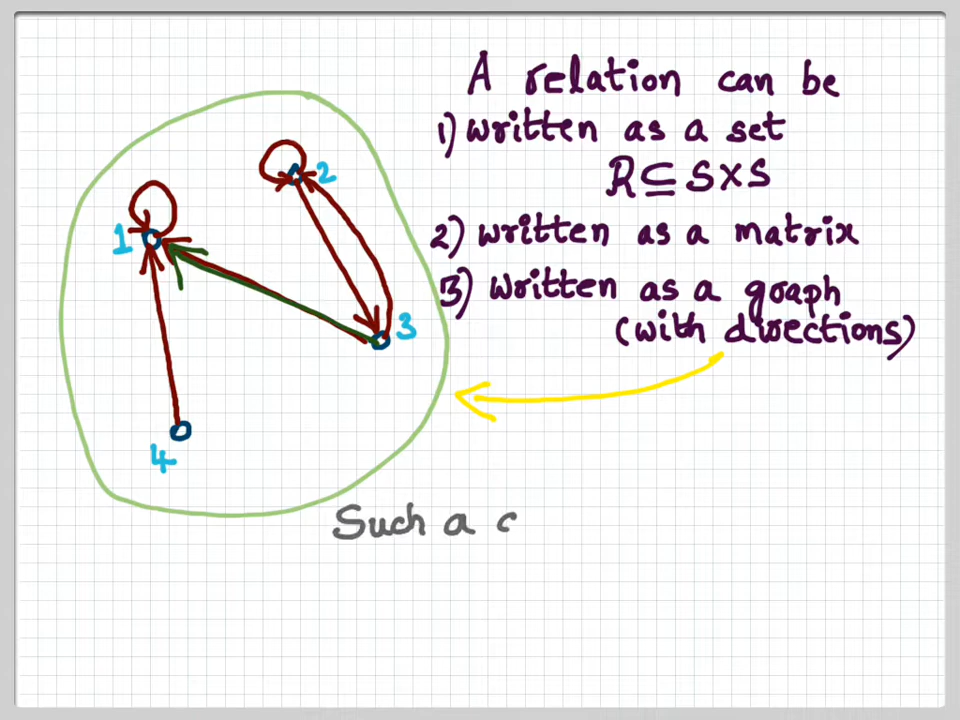 A relation can be
1) written as a set
R ⊆ S×S
2) written as a matrix
3) written as a graph
(with directions)
1
2
3
4
Such a c